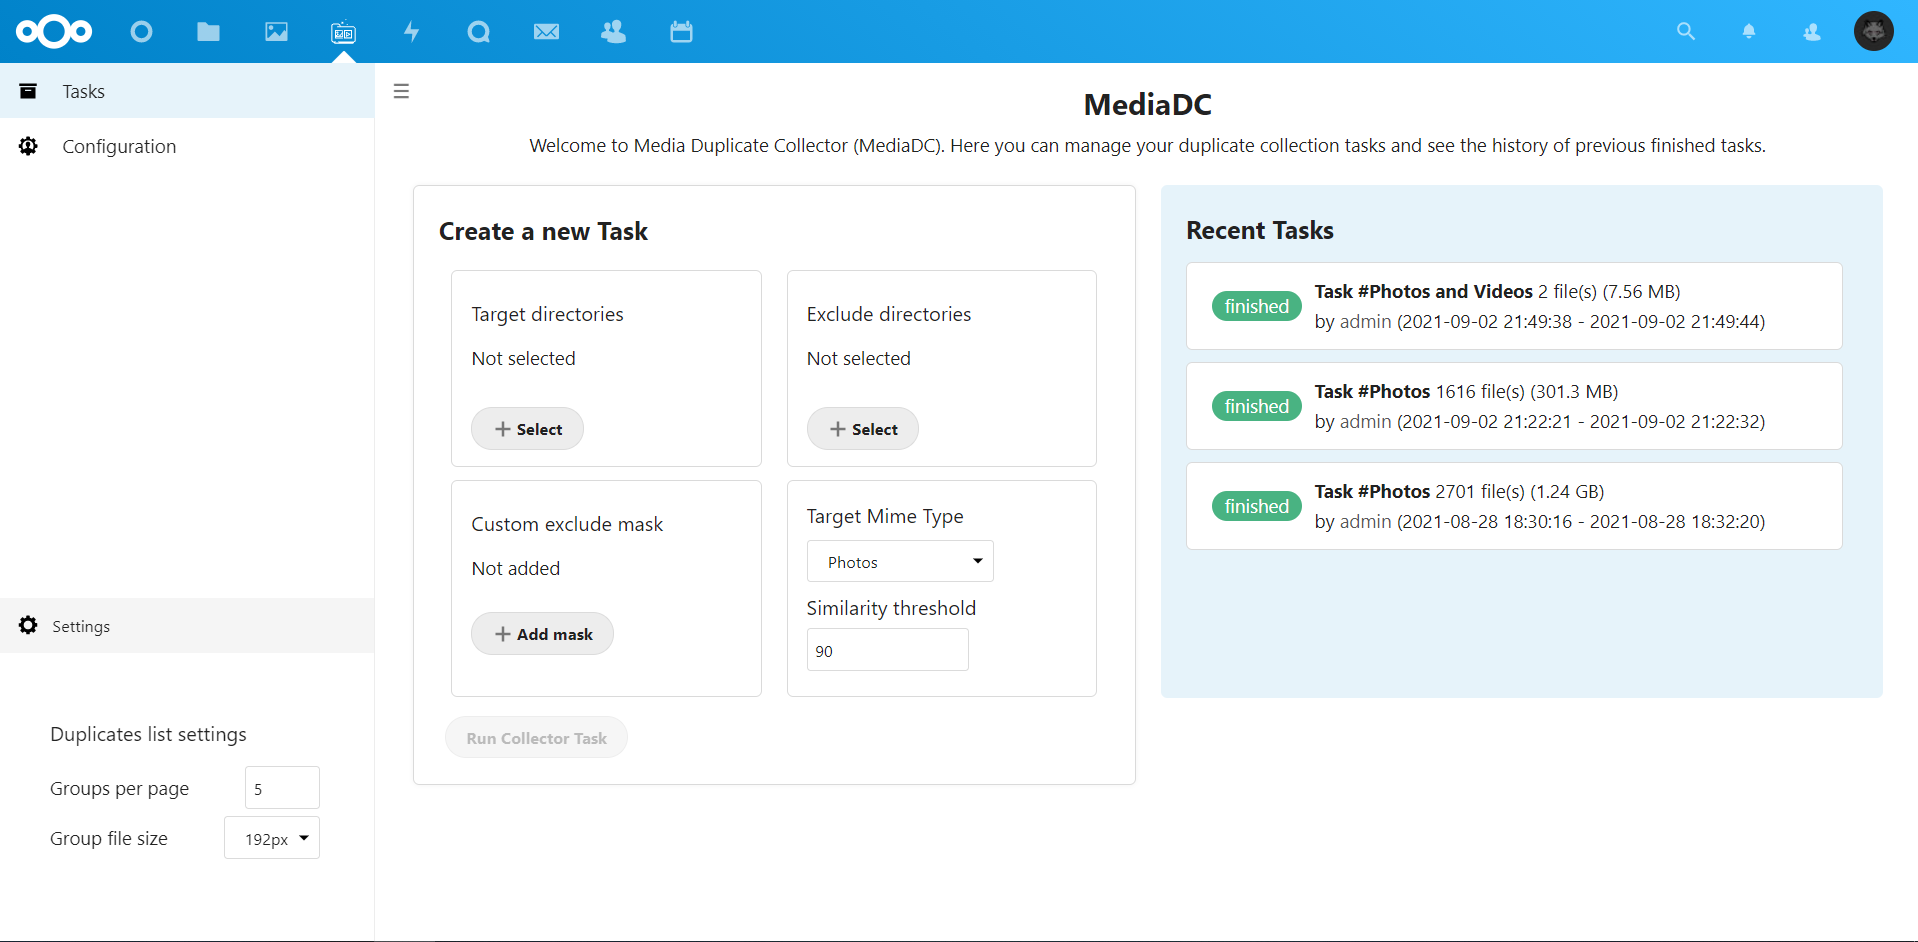 Tasks
Configuration
Settings
Duplicates list settings
Groups per page
5
Group file size
192px
MediaDC
Welcome to Media Duplicate Collector (MediaDC). Here you can manage your duplicate collection tasks and see the history of previous finished tasks.
Create a new Task
Target directories
Not selected
Select
Exclude directories
Not selected
Select
Custom exclude mask
Not added
Add mask
Target Mime Type
Photos
Similarity threshold
90
Run Collector Task
Recent Tasks
finished
Task #Photos and Videos 2 file(s) (7.56 MB)
by admin (2021-09-02 21:49:38 - 2021-09-02 21:49:44)
finished
Task #Photos 1616 file(s) (301.3 MB)
by admin (2021-09-02 21:22:21 - 2021-09-02 21:22:32)
finished
Task #Photos 2701 file(s) (1.24 GB)
by admin (2021-08-28 18:30:16 - 2021-08-28 18:32:20)